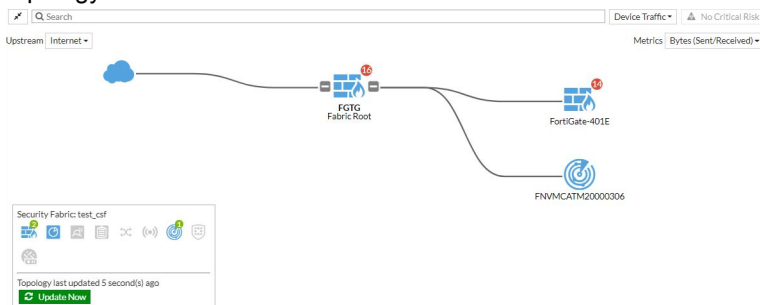 Search
Device Traffic
No Critical Risk
Upstream Internet
Metrics Bytes (Sent/Received)
16
14
FGTG
Fabric Root
FortiGate-401E
FNVMCATM20000306
Security Fabric: test_csf
2
1
Topology last updated 5 second(s) ago
Update Now